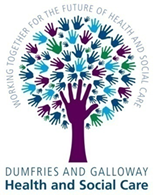 WORKING TOGETHER FOR THE FUTURE OF HEALTH AND SOCIAL CARE
DUMFRIES AND GALLOWAY
Health and Social Care